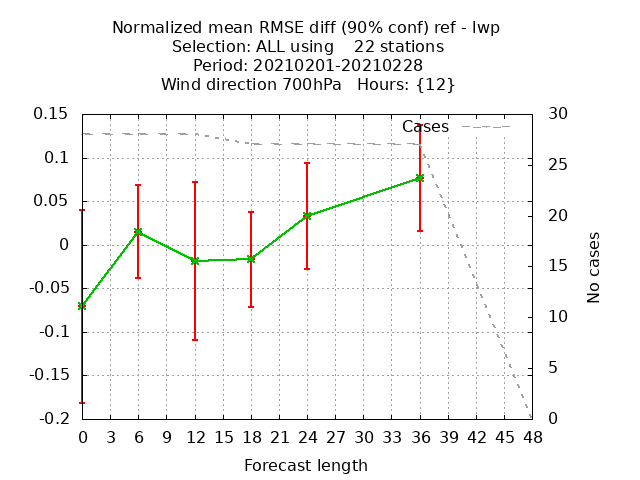 Normalized mean RMSE diff (90% conf) ref - lwp
Selection: ALL using    22 stations
Period: 20210201-20210228
Wind direction 700hPa   Hours: {12}
0.15
0.1
0.05
0
-0.05
-0.1
-0.15
-0.2
Cases
30
25
20
15
10
5
0
No cases
0 3 6 9 12 15 18 21 24 27 30 33 36 39 42 45 48
Forecast length